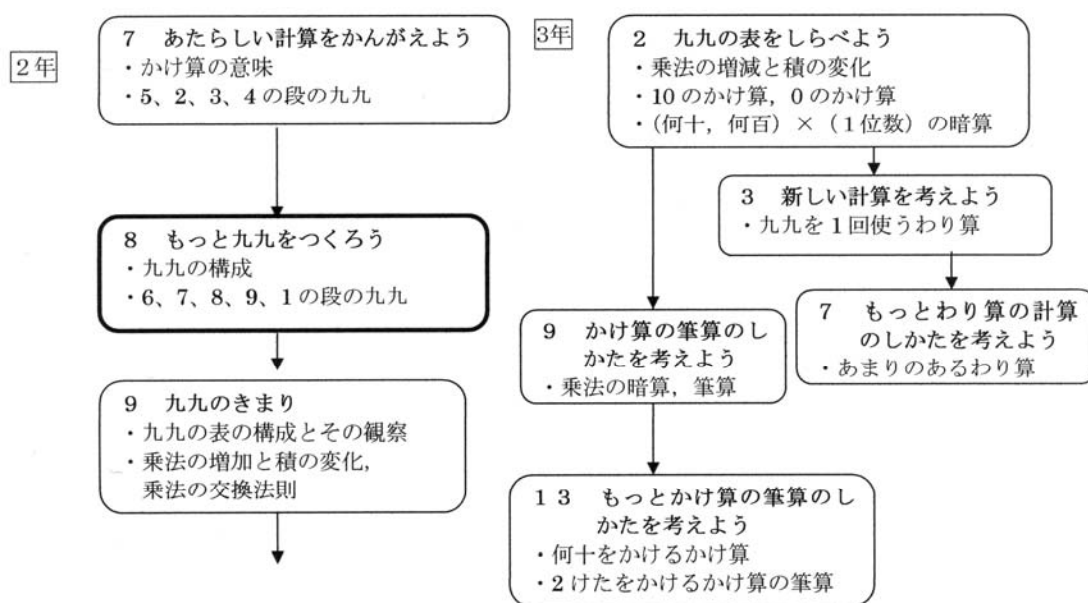 2年
7 あたらしい計算をかんがえよう
・かけ算の意味
・5、2、3、4の段の九九
8 もっと九九をつくろう
・九九の構成
・6、7、8、9、1の段の九九
9 九九のきまり
・九九の表の構成とその観察
・乗法の増加と積の変化,
乗法の交換法則
3年
2 九九の表をしらべよう
・乗法の増減と積の変化
・10のかけ算, 0のかけ算
・(何十, 何百) × (1位数) の暗算
3 新しい計算を考えよう
・九九を1回使うわり算
7 もっとわり算の計算
のしかたを考えよう
・あまりのあるわり算
9 かけ算の筆算のし
かたを考えよう
・乗法の暗算, 筆算
13 もっとかけ算の筆算のし
かたを考えよう
・何十をかけるかけ算
・2けたをかけるかけ算の筆算